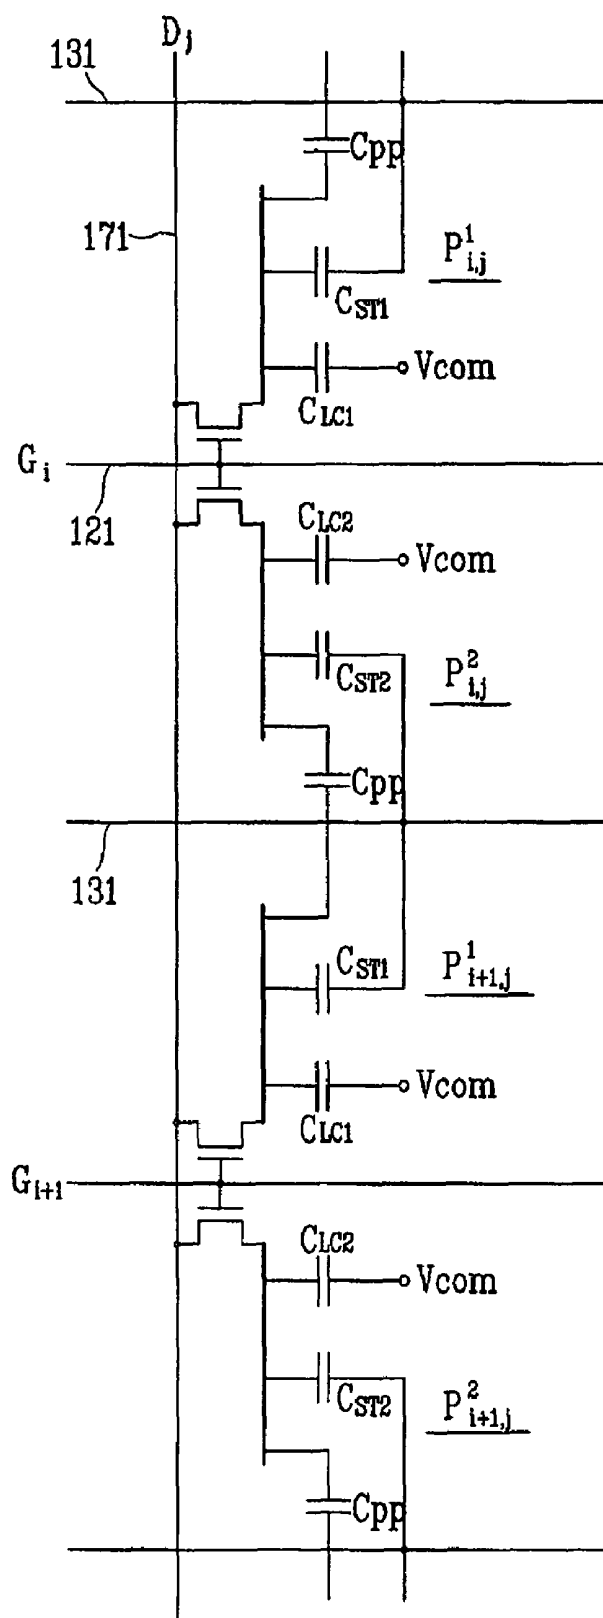 Dj
131
Cpp
171
P¹i,j
CST1
Vcom
CLC1
Gi
121
CLC2
Vcom
CST2
P²i,j
Cpp
131
CST1
P¹i+1,j
Vcom
CLC1
Gi+1
CLC2
Vcom
CST2
P²i+1,j
Cpp